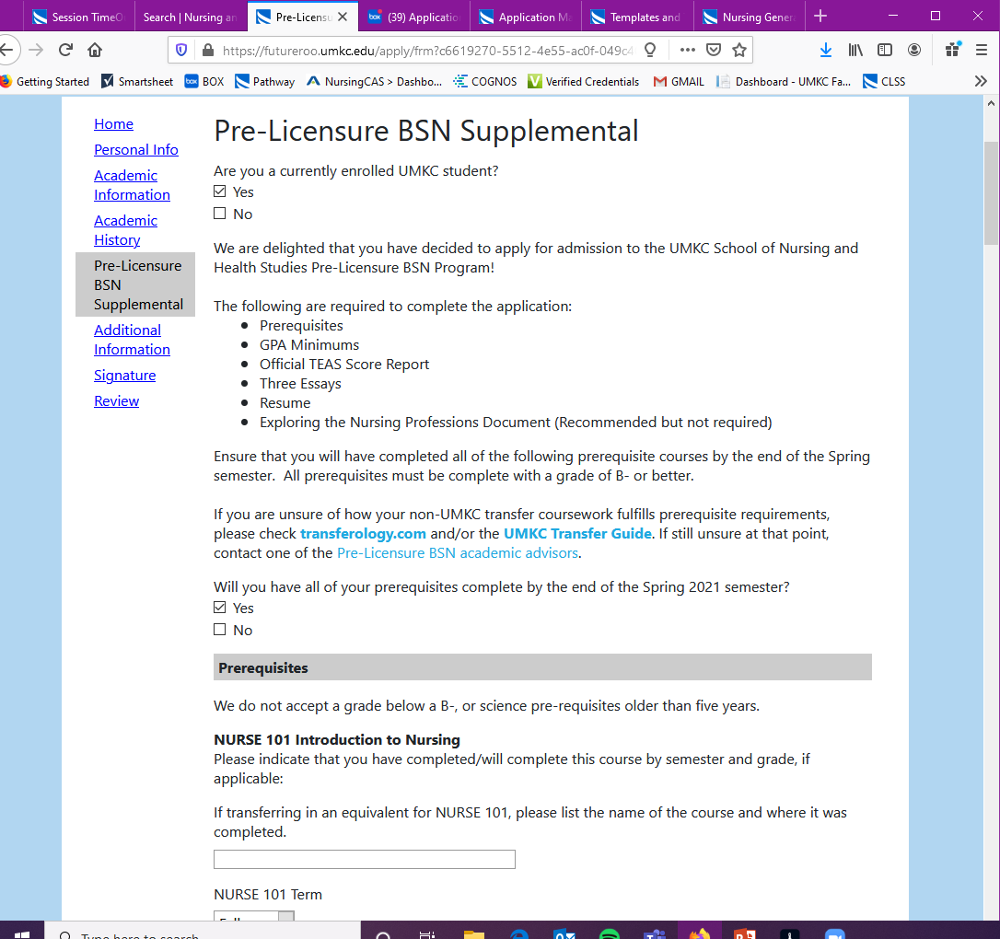 Session TimeO
Search | Nursing an
Pre-Licensu
(39) Applicatio
Application Ma
Templates and
Nursing Gener
https://futureroo.umkc.edu/apply/frm?c6619270-5512-4e55-ac0f-049c4
Getting Started
Smartsheet
box BOX
Pathway
NursingCAS > Dashbo...
COGNOS
Verified Credentials
GMAIL
Dashboard - UMKC Fa...
CLSS
Home
Personal Info
Academic
Information
Academic
History
Pre-Licensure
BSN
Supplemental
Additional
Information
Signature
Review
Pre-Licensure BSN Supplemental
Are you a currently enrolled UMKC student?
Yes
No
We are delighted that you have decided to apply for admission to the UMKC School of Nursing and
Health Studies Pre-Licensure BSN Program!
The following are required to complete the application:
• Prerequisites
• GPA Minimums
• Official TEAS Score Report
• Three Essays
• Resume
• Exploring the Nursing Professions Document (Recommended but not required)
Ensure that you will have completed all of the following prerequisite courses by the end of the Spring
semester. All prerequisites must be complete with a grade of B- or better.
If you are unsure of how your non-UMKC transfer coursework fulfills prerequisite requirements,
please check transferology.com and/or the UMKC Transfer Guide. If still unsure at that point,
contact one of the Pre-Licensure BSN academic advisors.
Will you have all of your prerequisites complete by the end of the Spring 2021 semester?
Yes
No
Prerequisites
We do not accept a grade below a B-, or science pre-requisites older than five years.
NURSE 101 Introduction to Nursing
Please indicate that you have completed/will complete this course by semester and grade, if
applicable:
If transferring in an equivalent for NURSE 101, please list the name of the course and where it was
completed.
NURSE 101 Term
Type here to search